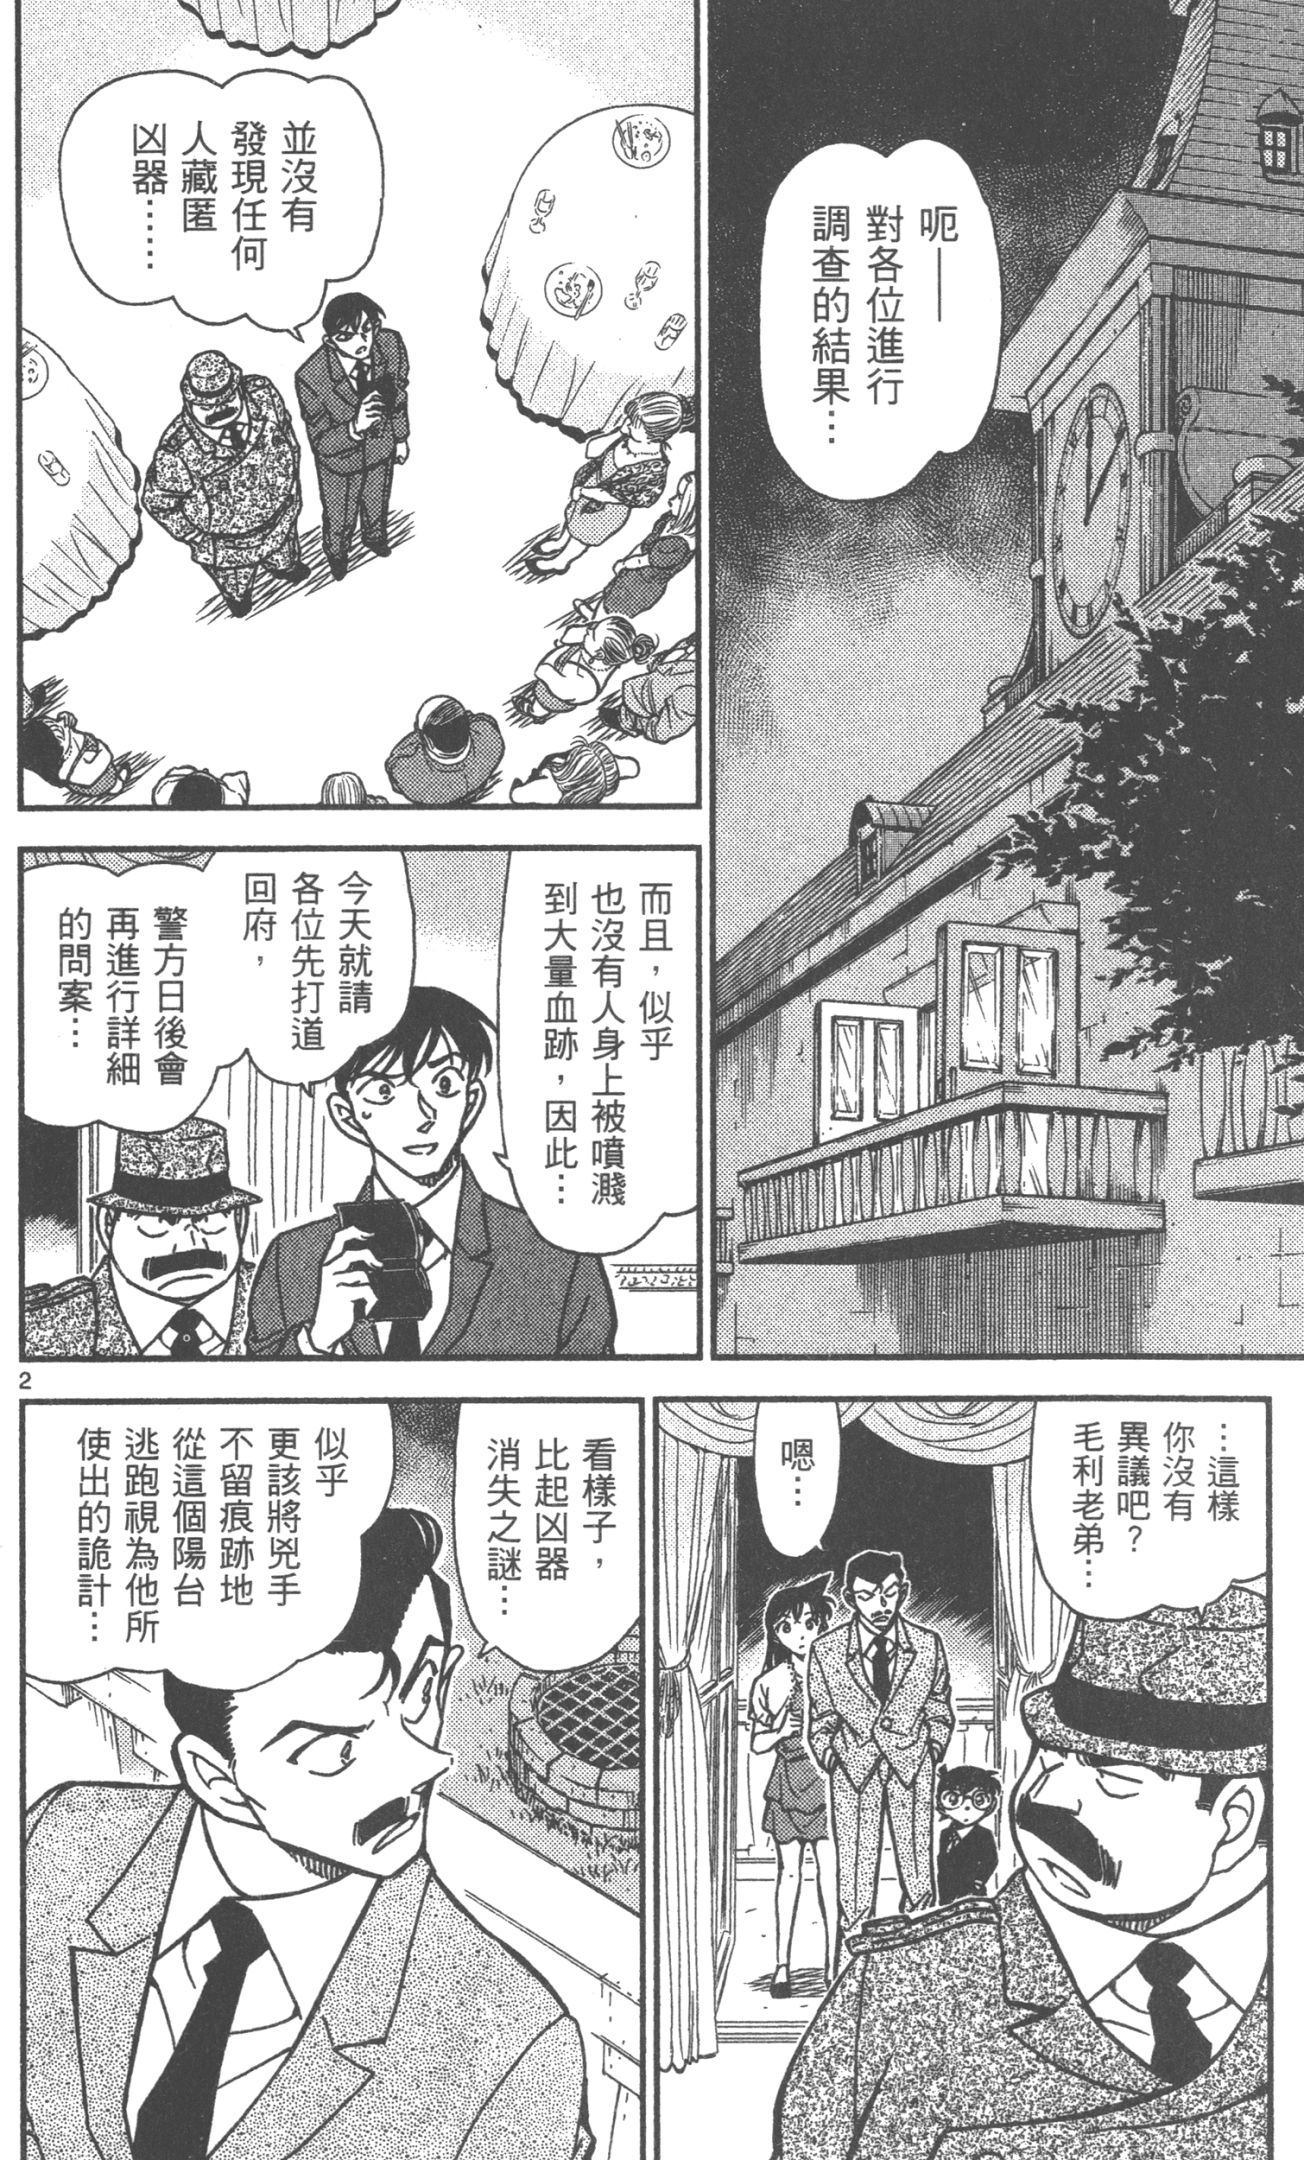 呃——
對各位進行
調查的結果…
並沒有
發現任何
人藏匿
凶器……
而且，似乎
也沒有人身上被噴濺
到大量血跡，因此…
今天就請
各位先打道
回府，
警方日後會
再進行詳細
的問案…
2
…這樣
你沒有
異議吧？
毛利老弟…
嗯…
看樣子，
比起凶器
消失之謎…
似乎
更該將兇手
不留痕跡地
從這個陽台
逃跑視為他所
使出的詭計…